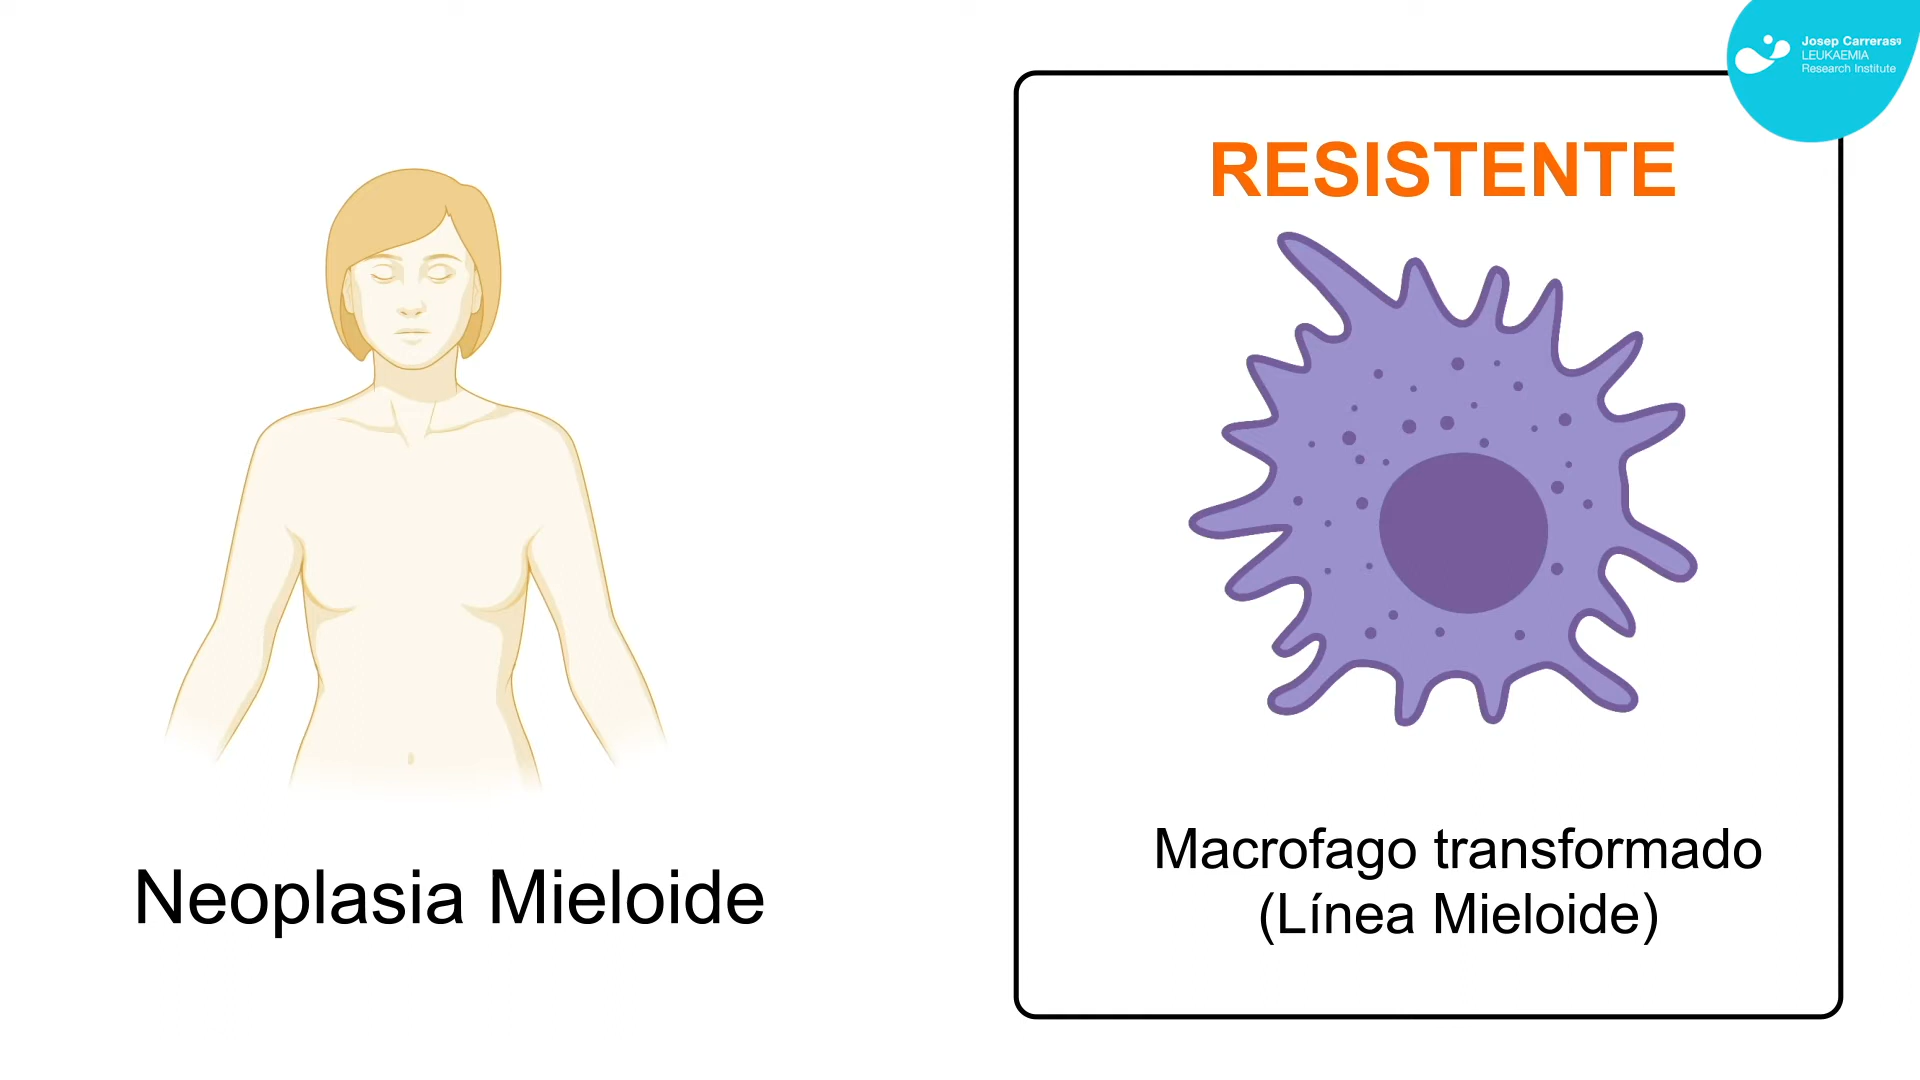 Josep Carreras
LEUKAEMIA
Research Institute
RESISTENTE
Neoplasia Mieloide
Macrofago transformado
(Línea Mieloide)